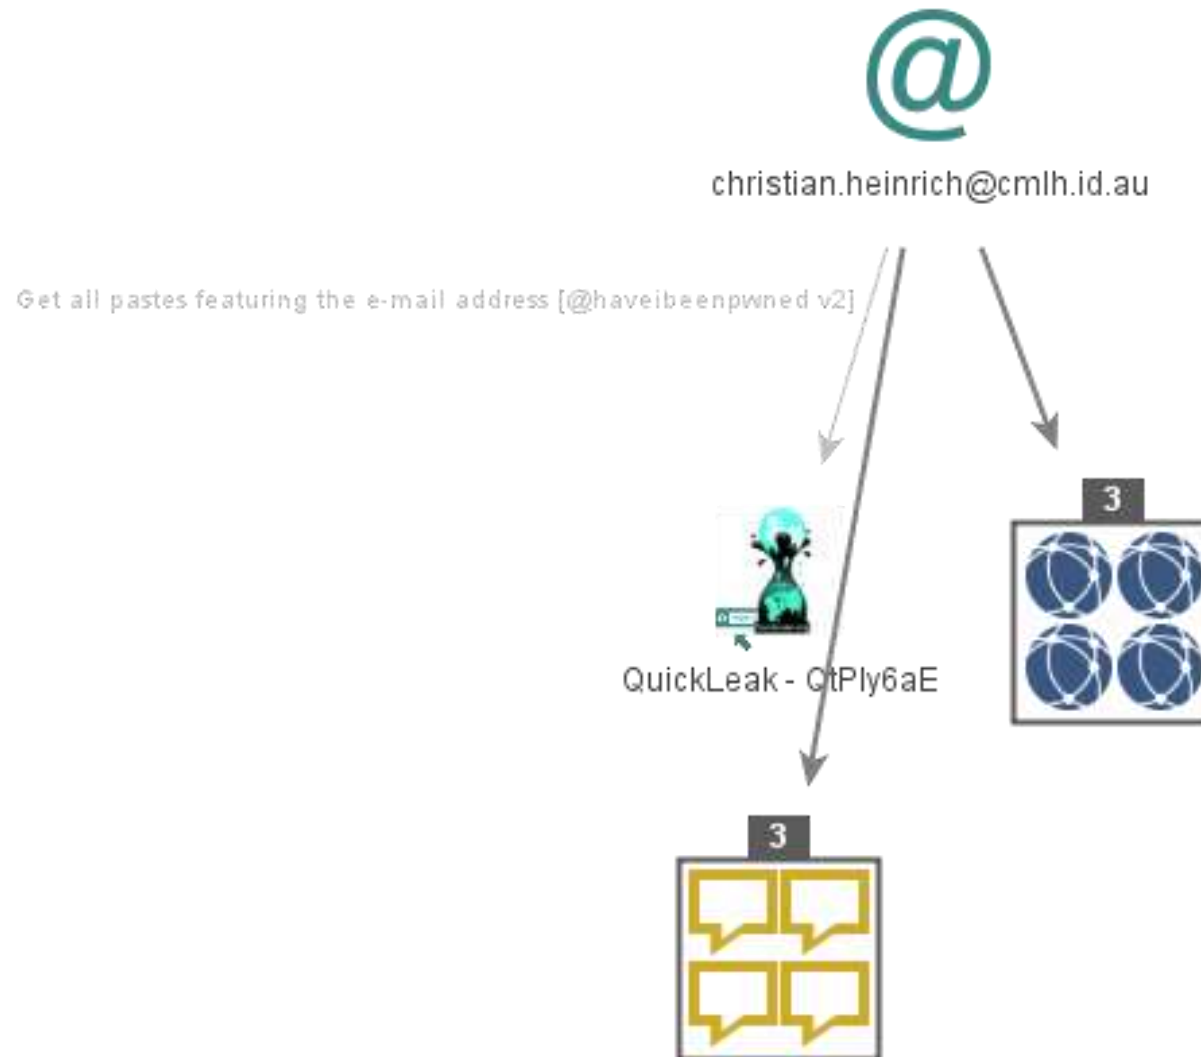 christian.heinrich@cmlh.id.au
Get all pastes featuring the e-mail address [@haveibeenpwned v2]
3
QuickLeak - QtPly6aE
3